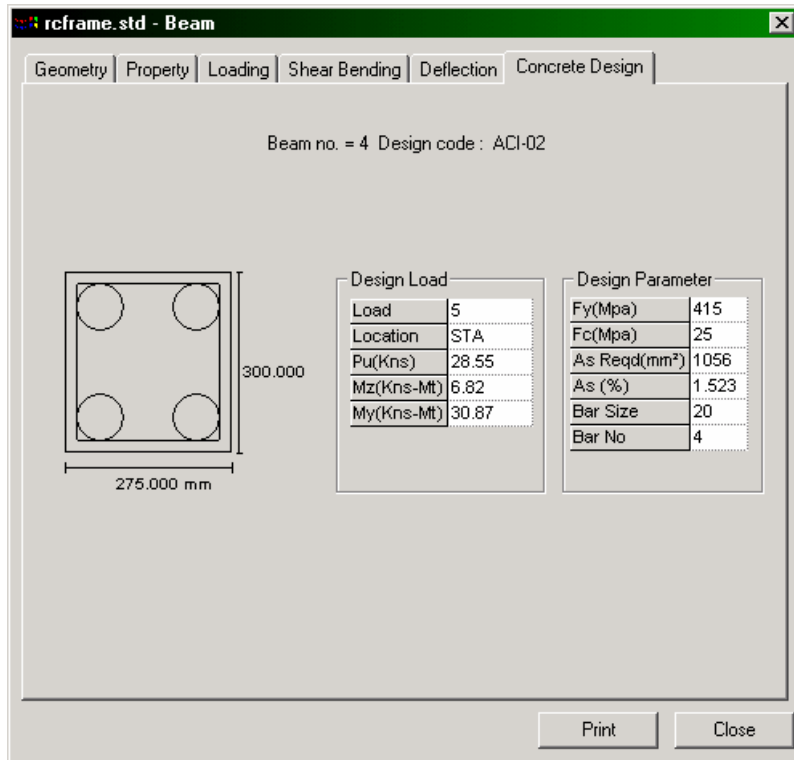 rcframe.std - Beam
Geometry Property Loading Shear Bending Deflection Concrete Design
Beam no. = 4 Design code : ACI-02
300.000
275.000 mm
Design Load
Load 5
Location STA
Pu(Kns) 28.55
Mz(Kns-Mt) 6.82
My(Kns-Mt) 30.87
Design Parameter
Fy(Mpa) 415
Fc(Mpa) 25
As Reqd(mm²) 1056
As (%) 1.523
Bar Size 20
Bar No 4
Print Close